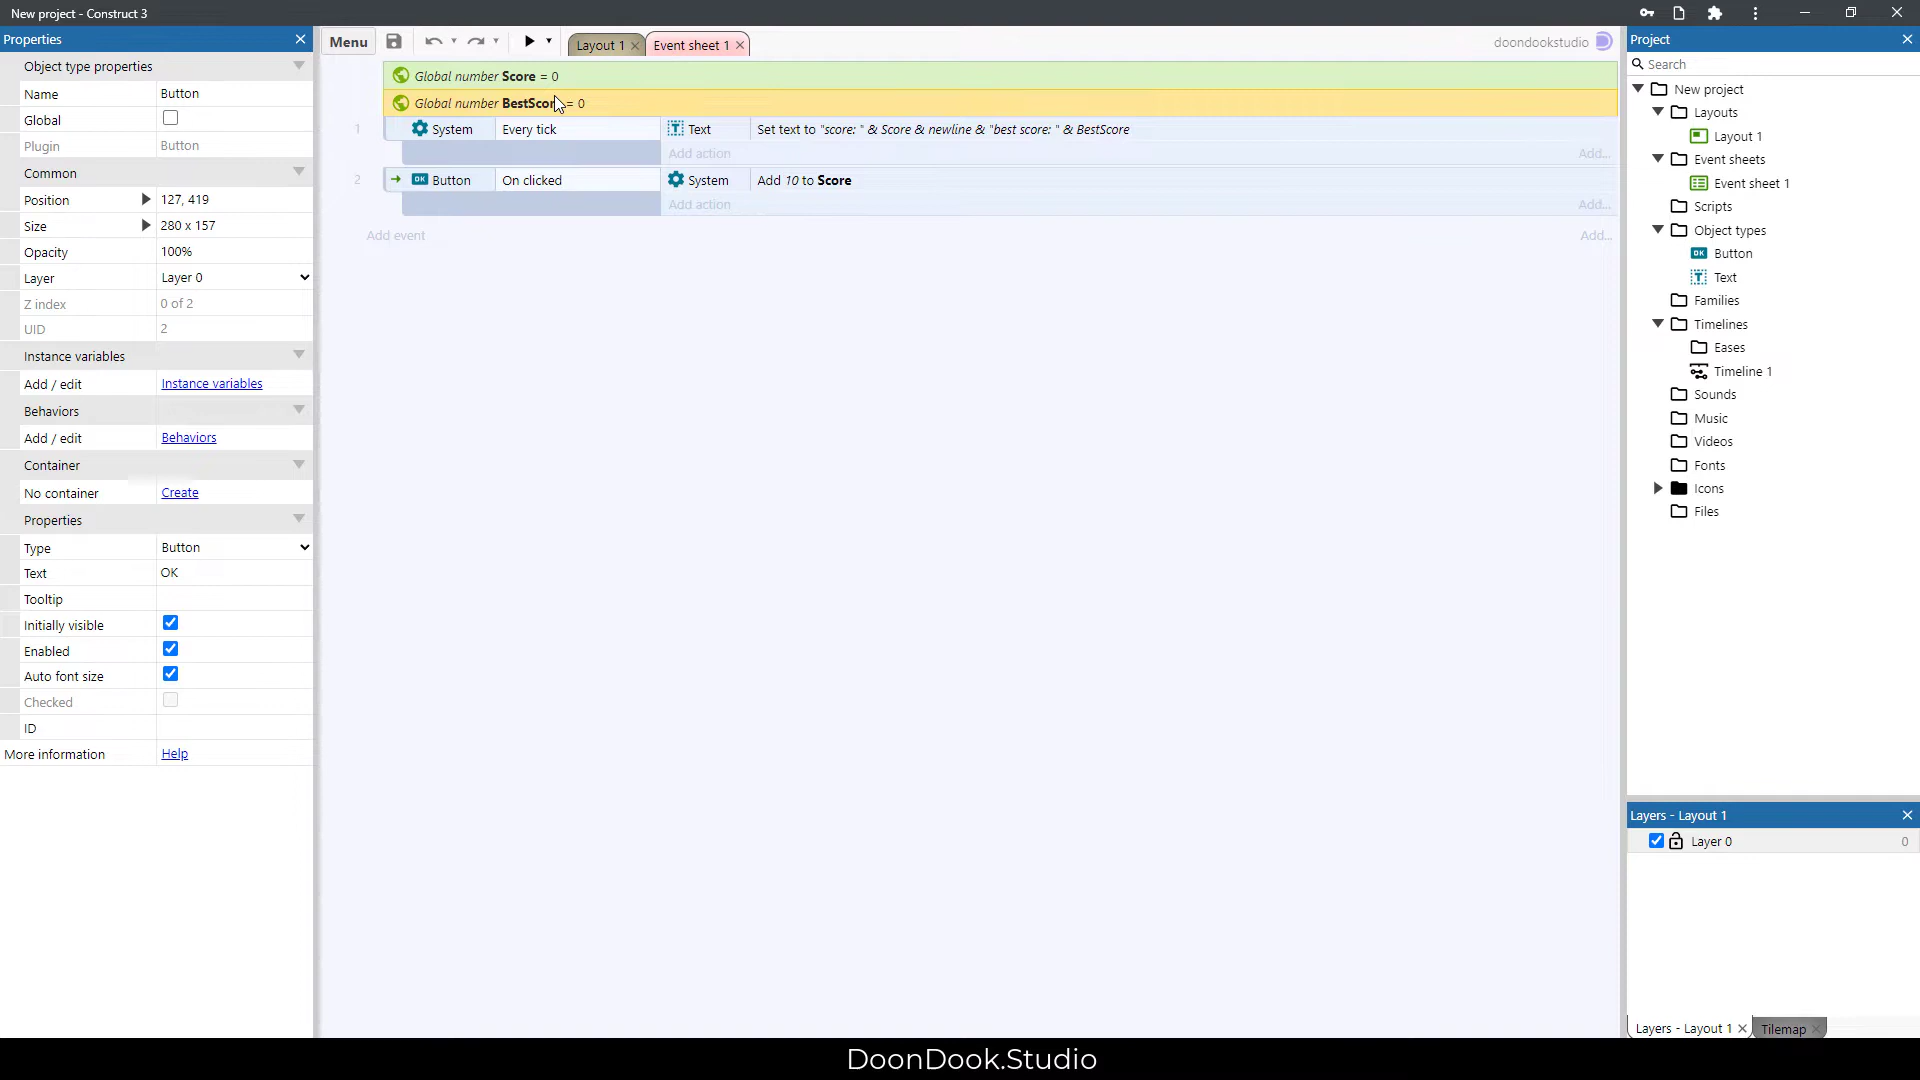 New project - Construct 3
Properties
Object type properties
Name Button
Global
Plugin Button
Common
Position 127, 419
Size 280 x 157
Opacity 100%
Layer Layer 0
Z index 0 of 2
UID 2
Instance variables
Add / edit Instance variables
Behaviors
Add / edit Behaviors
Container
No container Create
Properties
Type Button
Text OK
Tooltip
Initially visible
Enabled
Auto font size
Checked
ID
More information Help
Menu
Layout 1
Event sheet 1
doondookstudio
Global number Score = 0
Global number BestScore = 0
1 System Every tick Text Set text to "score: " & Score & newline & "best score: " & BestScore
Add action Add...
2 Button On clicked System Add 10 to Score
Add action Add...
Add event Add...
Project
Search
New project
Layouts
Layout 1
Event sheets
Event sheet 1
Scripts
Object types
OK Button
Text
Families
Timelines
Eases
Timeline 1
Sounds
Music
Videos
Fonts
Icons
Files
Layers - Layout 1
Layer 0 0
Layers - Layout 1 Tilemap
DoonDook.Studio